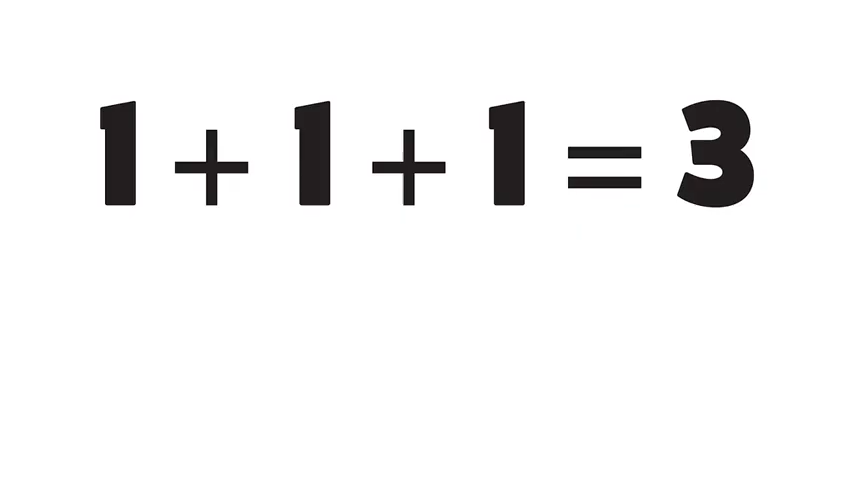 1 + 1 + 1 = 3